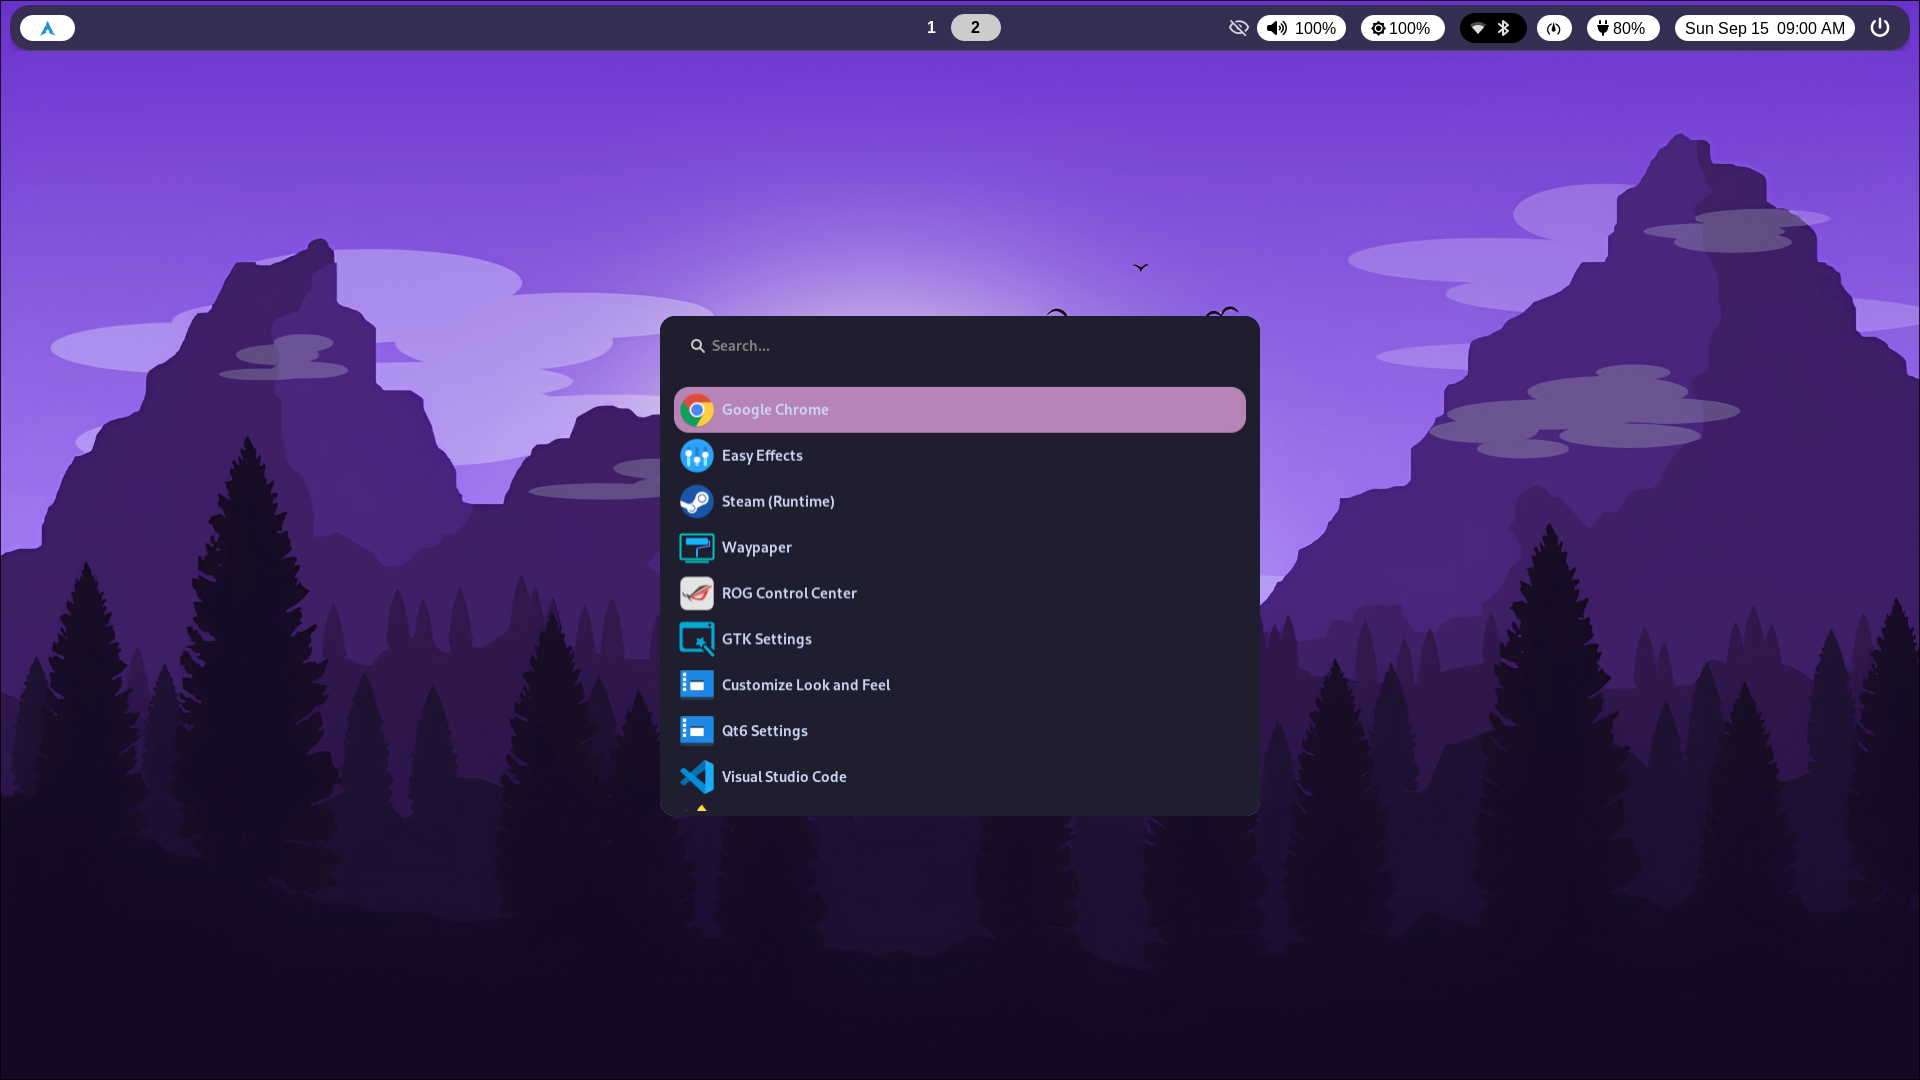 1 2 100% 100% 80% Sun Sep 15 09:00 AM
Search...
Google Chrome
Easy Effects
Steam (Runtime)
Waypaper
ROG Control Center
GTK Settings
Customize Look and Feel
Qt6 Settings
Visual Studio Code